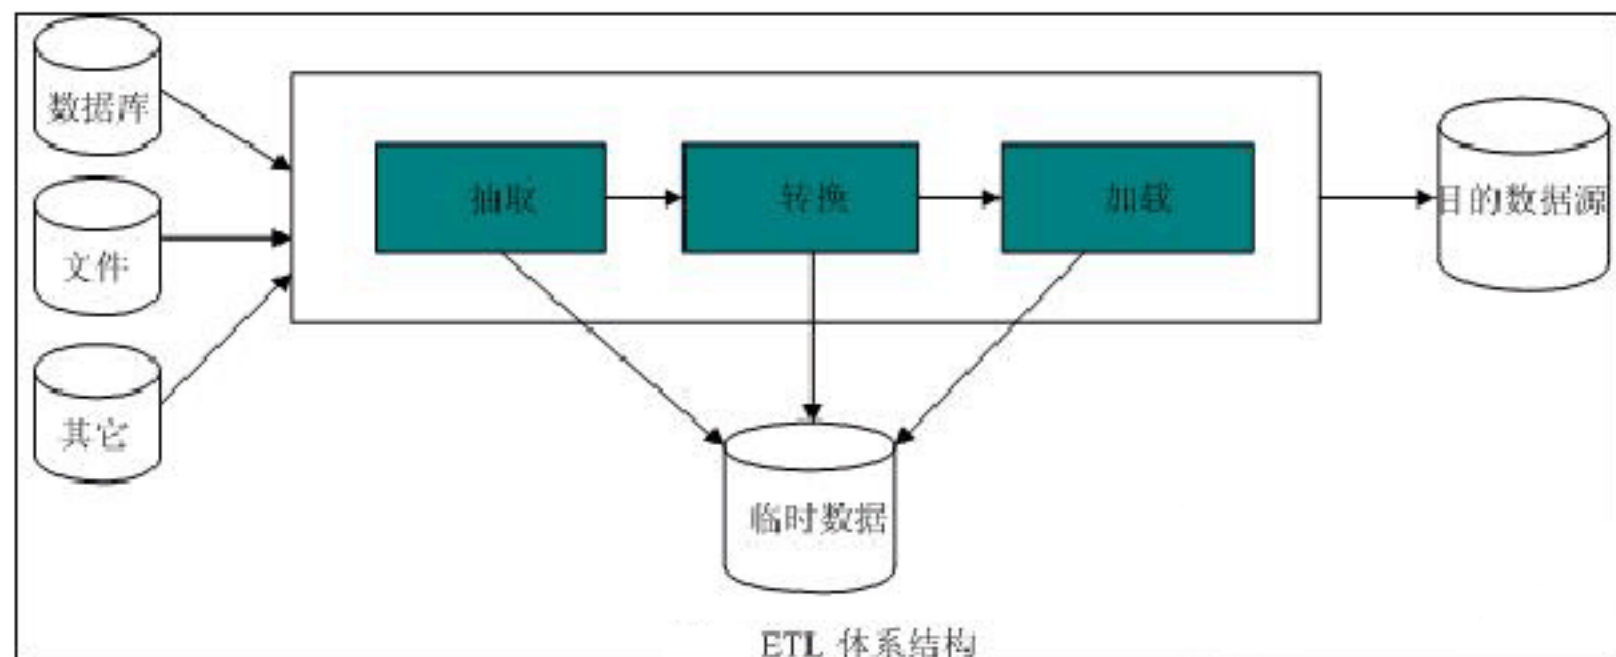 数据库
文件
其它
抽取
转换
加载
目的数据源
临时数据
ETL 体系结构